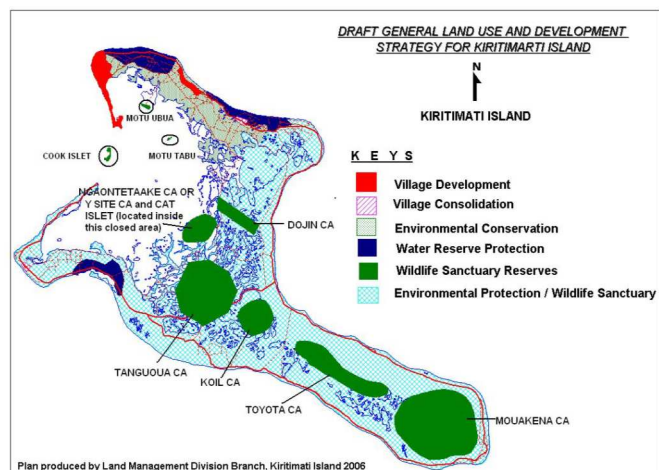 DRAFT GENERAL LAND USE AND DEVELOPMENT
STRATEGY FOR KIRITIMARTI ISLAND
N
KIRITIMATI ISLAND
MOTU UBUA
MOTU TABU
COOK ISLET
NGAONTETAAKE CA OR
Y SITE CA and CAT
ISLET (located inside
this closed area)
DOJIN CA
TANGUOUA CA
KOIL CA
TOYOTA CA
MOUAKENA CA
K E Y S
Village Development
Village Consolidation
Environmental Conservation
Water Reserve Protection
Wildlife Sanctuary Reserves
Environmental Protection / Wildlife Sanctuary
Plan produced by Land Management Division Branch, Kiritimati Island 2006